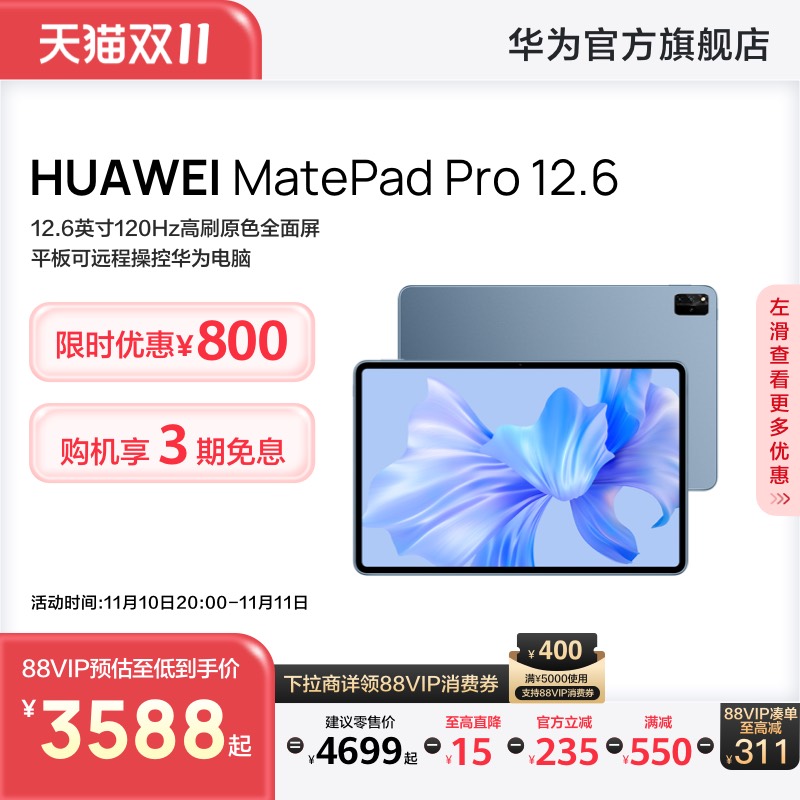 天猫双11
华为官方旗舰店
HUAWEI MatePad Pro 12.6
12.6英寸120Hz高刷原色全面屏
平板可远程操控华为电脑
限时优惠¥800
购机享 3 期免息
左滑查看更多优惠 >>>
活动时间:11月10日20:00-11月11日
88VIP预估至低到手价
¥3588起
下拉商详领88VIP消费券
¥400
满¥5000使用
支持88VIP消费券
=
建议零售价
¥4699起
-
至高直降
¥15
-
官方立减
¥235
-
满减
¥550
-
88VIP凑单
至高减
¥311